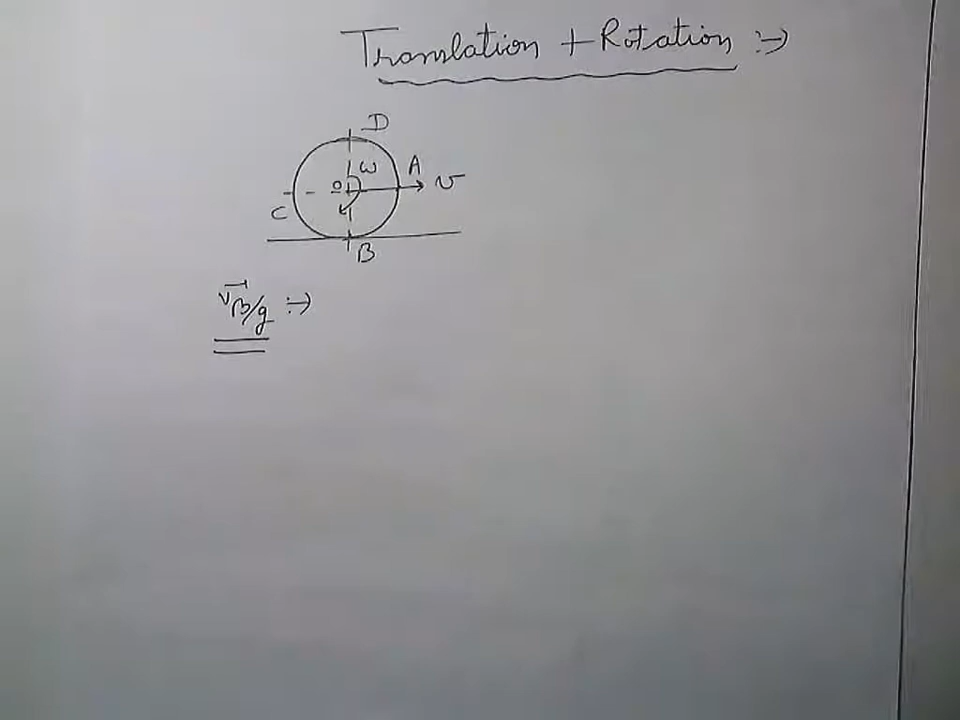 Translation + Rotation :→
D
ω
O
A
v
C
B
v⃗B/g :→